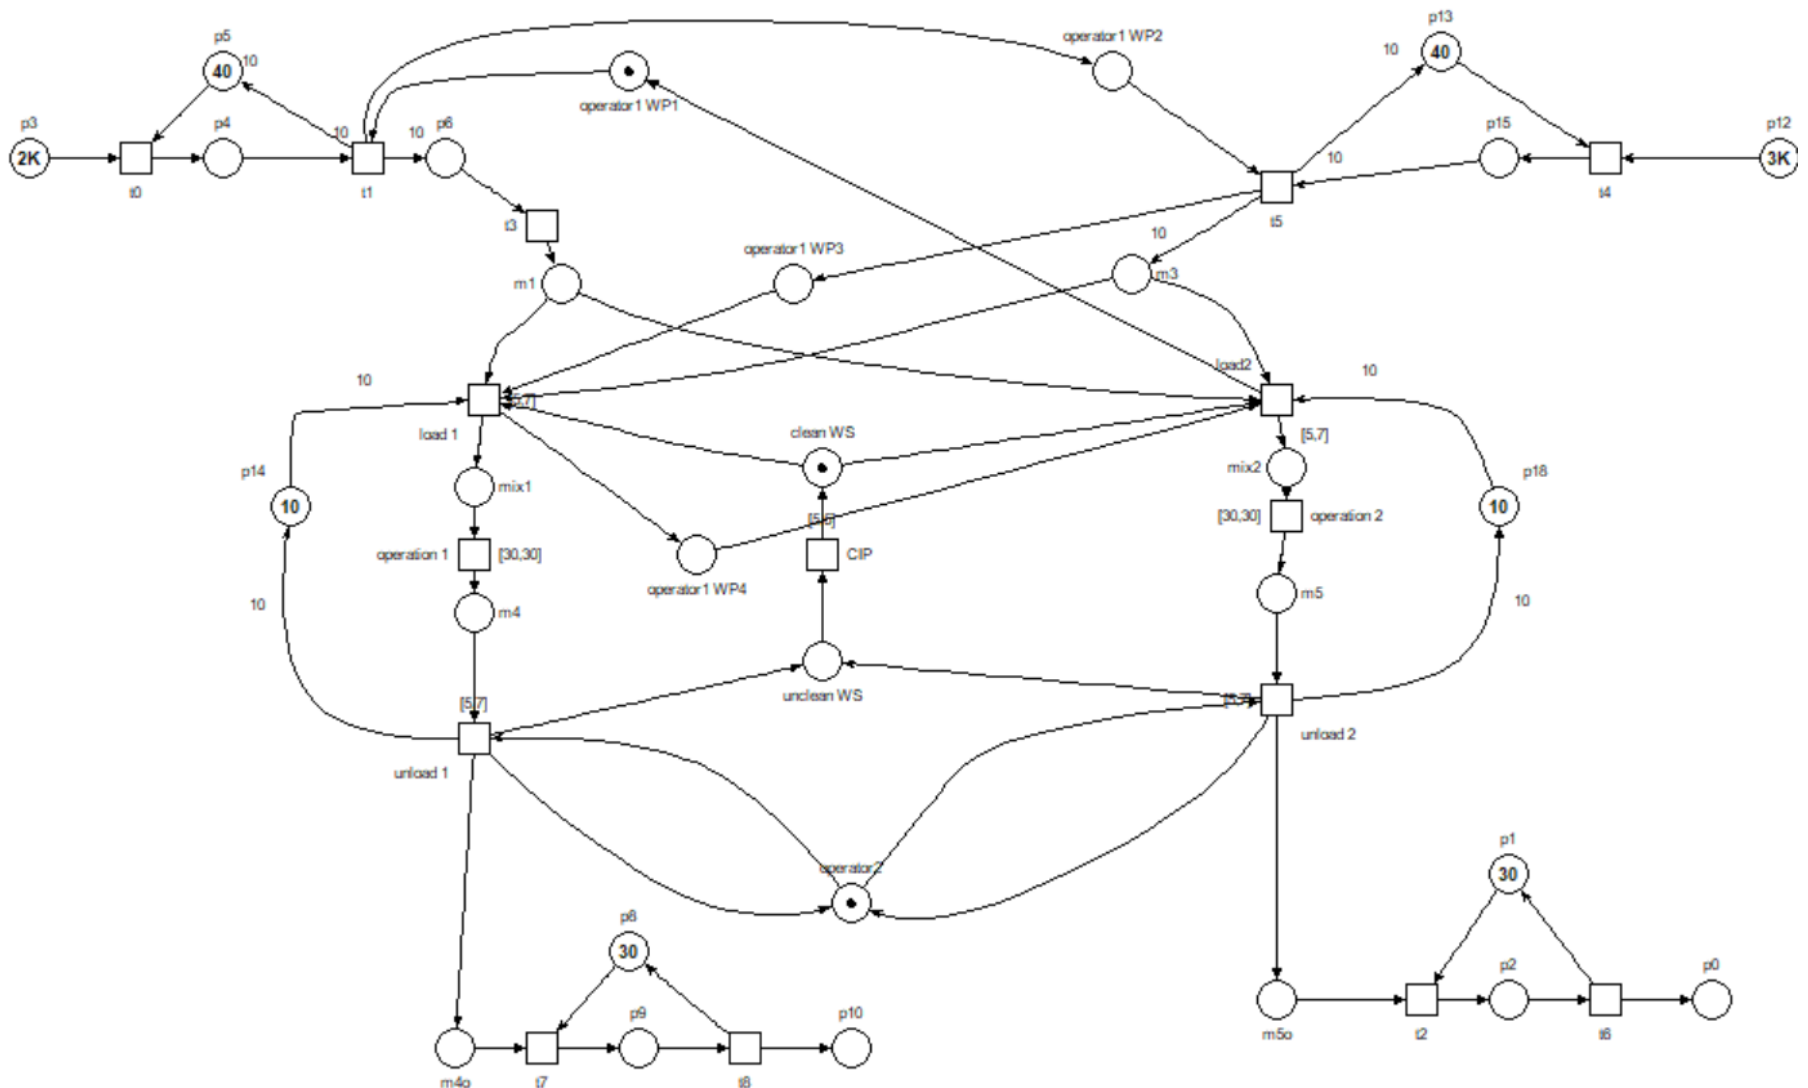 p13
p5
operator1 WP2
10
40
10
40
operator1 WP1
p3
p4
10
10
p6
p15
p12
2K
10
3K
t0
t1
t4
t3
t5
10
operator1 WP3
m1
m3
load2
10
10
[5,7]
load 1
clean WS
[5,7]
p14
mix1
mix2
p18
10
[5,5]
[30,30]
operation 2
10
operation 1
[30,30]
CIP
operator1 WP4
m5
10
10
m4
unclean WS
[5,7]
[5,7]
unload 1
unload 2
p1
operator2
30
p8
30
p9
p10
p2
p0
m5o
t2
t6
m4o
t7
t8